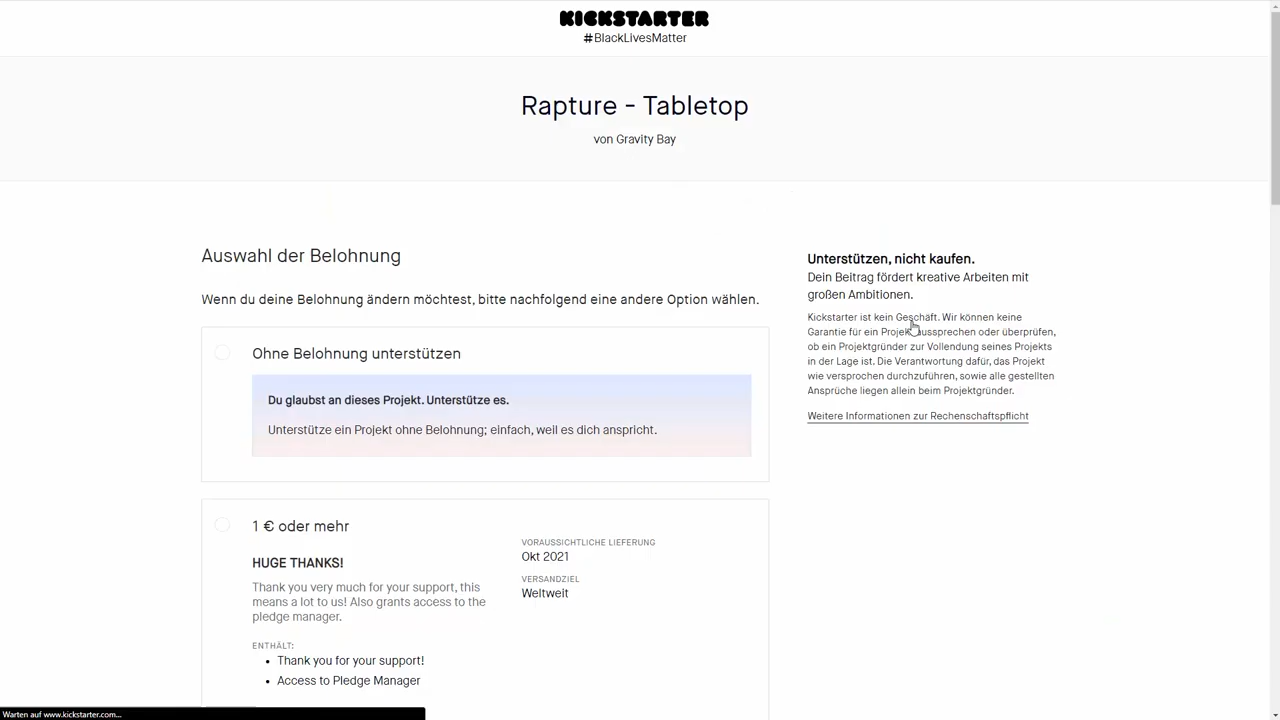 KICKSTARTER
#BlackLivesMatter
Rapture - Tabletop
von Gravity Bay
Auswahl der Belohnung
Wenn du deine Belohnung ändern möchtest, bitte nachfolgend eine andere Option wählen.
Ohne Belohnung unterstützen
Du glaubst an dieses Projekt. Unterstütze es.
Unterstütze ein Projekt ohne Belohnung; einfach, weil es dich anspricht.
1 € oder mehr
HUGE THANKS!
Thank you very much for your support, this
means a lot to us! Also grants access to the
pledge manager.
ENTHÄLT:
• Thank you for your support!
• Access to Pledge Manager
VORAUSSICHTLICHE LIEFERUNG
Okt 2021
VERSANDZIEL
Weltweit
Unterstützen, nicht kaufen.
Dein Beitrag fördert kreative Arbeiten mit
großen Ambitionen.
Kickstarter ist kein Geschäft. Wir können keine
Garantie für ein Projekt aussprechen oder überprüfen,
ob ein Projektgründer zur Vollendung seines Projekts
in der Lage ist. Die Verantwortung dafür, das Projekt
wie versprochen durchzuführen, sowie alle gestellten
Ansprüche liegen allein beim Projektgründer.
Weitere Informationen zur Rechenschaftspflicht
Warten auf www.kickstarter.com...